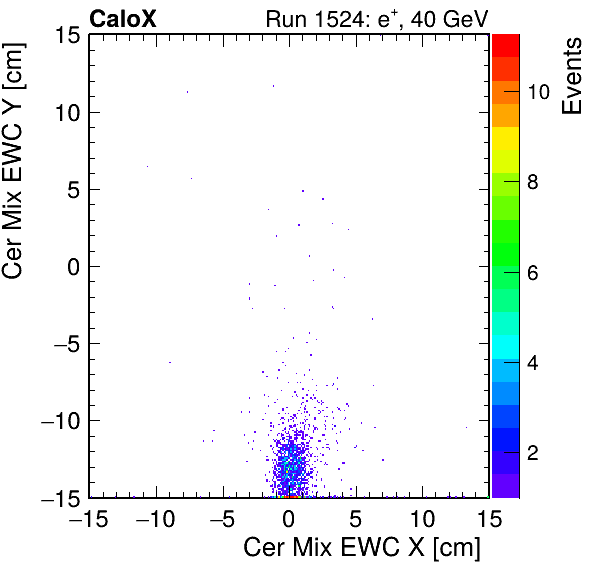 CaloX Run 1524: e+, 40 GeV
Cer Mix EWC Y [cm]
15
10
5
0
−5
−10
−15
−15 −10 −5 0 5 10 15
Cer Mix EWC X [cm]
Events
10
8
6
4
2